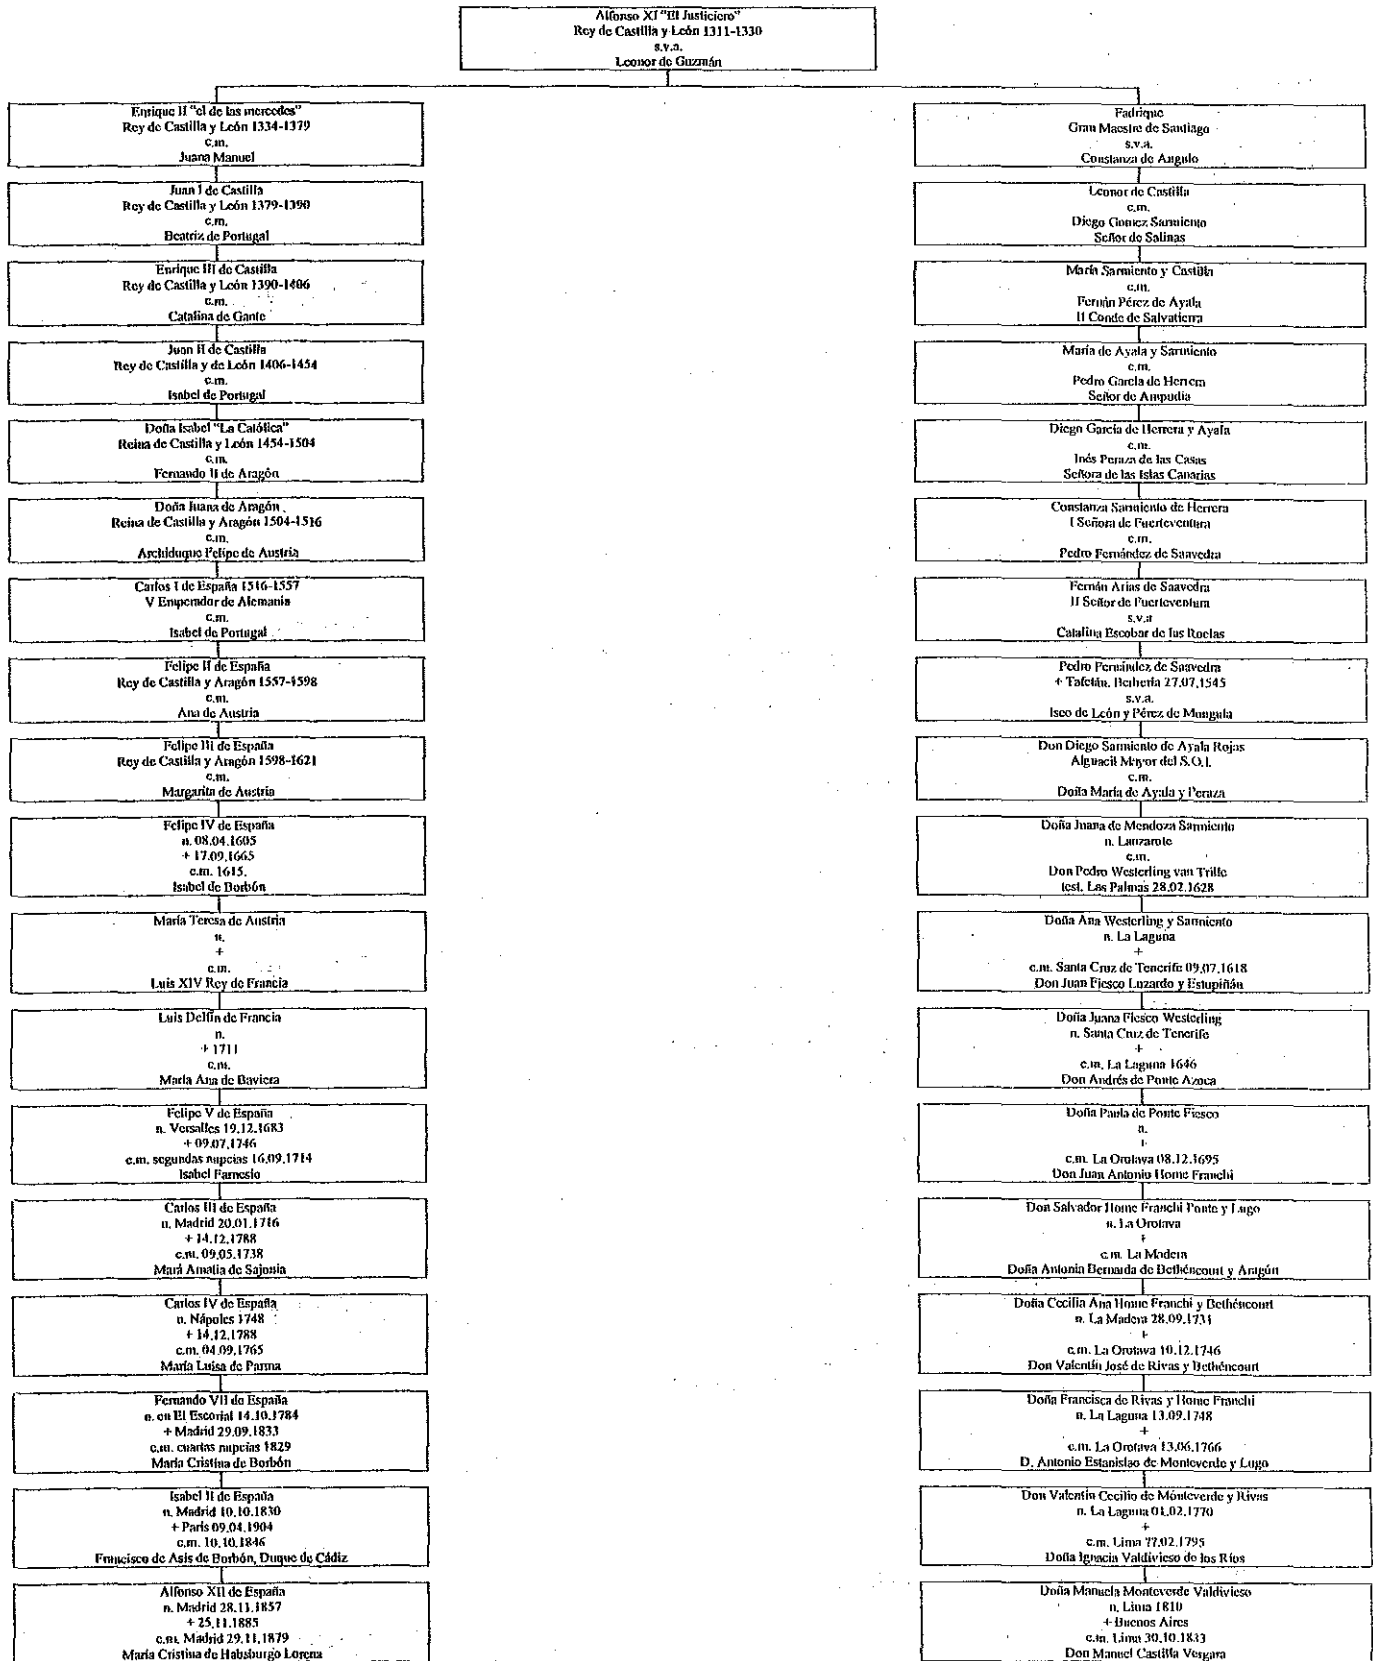 Alfonso XI "El Justiciero"
Rey de Castilla y León 1311-1330
s.v.a.
Leonor de Guzmán
Enrique II "el de las mercedes"
Rey de Castilla y León 1334-1379
c.m.
Juana Manuel
Juan I de Castilla
Rey de Castilla y León 1379-1390
c.m.
Beatriz de Portugal
Enrique III de Castilla
Rey de Castilla y León 1390-1406
c.m.
Catalina de Gante
Juan II de Castilla
Rey de Castilla y de León 1406-1454
c.m.
Isabel de Portugal
Doña Isabel "La Católica"
Reina de Castilla y León 1454-1504
c.m.
Fernando II de Aragón
Doña Juana de Aragón
Reina de Castilla y Aragón 1504-1516
c.m.
Archiduque Felipe de Austria
Carlos I de España 1516-1557
V Emperador de Alemania
c.m.
Isabel de Portugal
Felipe II de España
Rey de Castilla y Aragón 1557-1598
c.m.
Ana de Austria
Felipe III de España
Rey de Castilla y Aragón 1598-1621
c.m.
Margarita de Austria
Felipe IV de España
n. 08.04.1605
+ 17.09.1665
c.m. 1615.
Isabel de Borbón
María Teresa de Austria
n.
+
c.m.
Luis XIV Rey de Francia
Luis Delfín de Francia
n.
+ 1711
c.m.
María Ana de Baviera
Felipe V de España
n. Versalles 19.12.1683
+ 09.07.1746
c.m. segundas nupcias 16.09.1714
Isabel Farnesio
Carlos III de España
n. Madrid 20.01.1716
+ 14.12.1788
c.m. 09.05.1738
Mará Amalia de Sajonia
Carlos IV de España
n. Nápoles 1748
+ 14.12.1788
c.m. 04.09.1765
María Luisa de Parma
Fernando VII de España
n. en El Escorial 14.10.1784
+ Madrid 29.09.1833
c.m. cuartas nupcias 1829
María Cristina de Borbón
Isabel II de España
n. Madrid 10.10.1830
+ París 09.04.1904
c.m. 10.10.1846
Francisco de Asís de Borbón, Duque de Cádiz
Alfonso XII de España
n. Madrid 28.11.1857
+ 25.11.1885
c.m. Madrid 29.11.1879
María Cristina de Habsburgo Lorena
Fadrique
Gran Maestre de Santiago
s.v.a.
Constanza de Angulo
Leonor de Castilla
c.m.
Diego Gomez Sarmiento
Señor de Salinas
María Sarmiento y Castilla
c.m.
Fernán Pérez de Ayala
II Conde de Salvatierra
María de Ayala y Sarmiento
c.m.
Pedro García de Herrera
Señor de Ampudia
Diego García de Herrera y Ayala
c.m.
Inés Peraza de las Casas
Señora de las Islas Canarias
Constanza Sarmiento de Herrera
I Señora de Fuerteventura
c.m.
Pedro Fernández de Saavedra
Fernán Arias de Saavedra
II Señor de Fuerteventura
s.v.a
Catalina Escobar de las Roelas
Pedro Fernández de Saavedra
+ Tafetán. Berbería 27.07.1545
s.v.a.
Iseo de León y Pérez de Munguía
Don Diego Sarmiento de Ayala Rojas
Alguacil Mayor del S.O.I.
c.m.
Doña María de Ayala y Peraza
Doña Juana de Mendoza Sarmiento
n. Lanzarote
c.m.
Don Pedro Westerling van Trille
test. Las Palmas 28.02.1628
Doña Ana Westerling y Sarmiento
n. La Laguna
+
c.m. Santa Cruz de Tenerife 09.07.1618
Don Juan Fiesco Luzardo y Estupiñán
Doña Juana Fiesco Westerling
n. Santa Cruz de Tenerife
+
c.m. La Laguna 1646
Don Andrés de Ponte Azoca
Doña Paula de Ponte Fiesco
n.
+
c.m. La Orotava 08.12.1695
Don Juan Antonio Home Franchi
Don Salvador Home Franchi Ponte y Lugo
n. La Orotava
+
c.m. La Madera
Doña Antonia Bernarda de Bethéncourt y Aragón
Doña Cecilia Ana Home Franchi y Bethéncourt
n. La Madera 28.09.1731
+
c.m. La Orotava 10.12.1746
Don Valentín José de Rivas y Bethéncourt
Doña Francisca de Rivas y Home Franchi
n. La Laguna 13.09.1748
+
c.m. La Orotava 13.06.1766
D. Antonio Estanislao de Monteverde y Lugo
Don Valentín Cecilio de Mónteverde y Rivas
n. La Laguna 01.02.1770
+
c.m. Lima ??.02.1795
Doña Ignacia Valdivieso de los Ríos
Doña Manuela Monteverde Valdivieso
n. Lima 1810
+ Buenos Aires
c.m. Lima 30.10.1833
Don Manuel Castilla Vergara